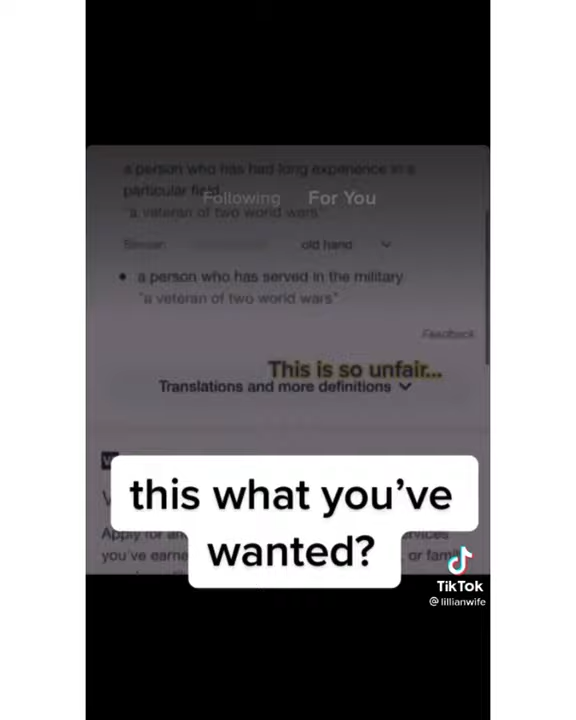 a person who has had long experience in a
particular field
Following For You
"a veteran of two world wars"
old hand
a person who has served in the military
"a veteran of two world wars"
Feedback
This is so unfair...
Translations and more definitions
this what you've
wanted?
Apply for
you've earne
or famil
TikTok
@lillianwife